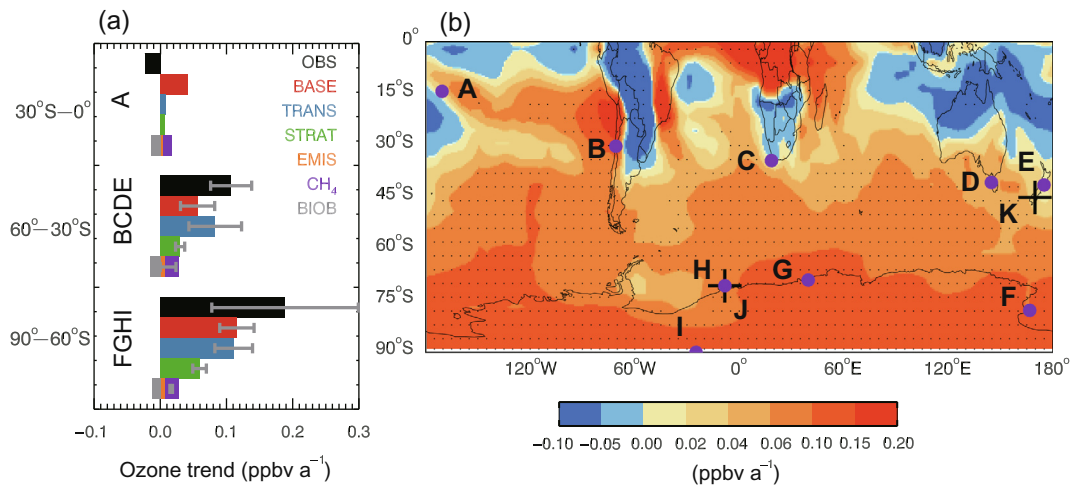 (a)
OBS
BASE
TRANS
STRAT
EMIS
CH₄
BIOB
A
30°S—0°
BCDE
60—30°S
FGHI
90—60°S
−0.1 0.0 0.1 0.2 0.3
Ozone trend (ppbv a⁻¹)
(b)
0°
15°S
30°S
45°S
60°S
75°S
90°S
A
B
C
D
E
K
H
G
J
I
F
120°W 60°W 0° 60°E 120°E 180°
−0.10 −0.05 0.00 0.02 0.04 0.06 0.10 0.15 0.20
(ppbv a⁻¹)